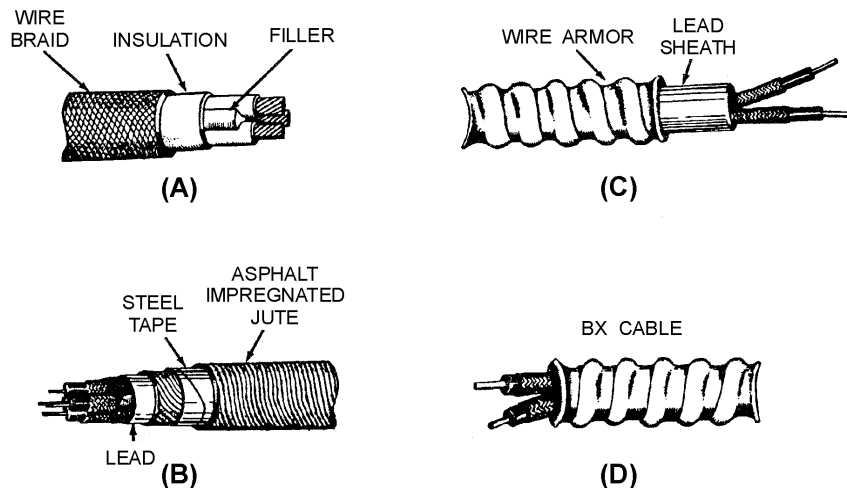 WIRE
BRAID
INSULATION
FILLER
(A)
WIRE ARMOR
LEAD
SHEATH
(C)
STEEL
TAPE
ASPHALT
IMPREGNATED
JUTE
LEAD
(B)
BX CABLE
(D)